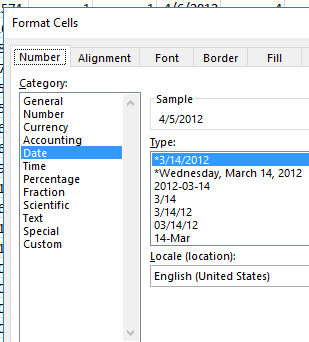 574 1 1 4/6/2012 4
Format Cells
Number Alignment Font Border Fill
Category:
General
Number
Currency
Accounting
Date
Time
Percentage
Fraction
Scientific
Text
Special
Custom
Sample
4/5/2012
Type:
*3/14/2012
*Wednesday, March 14, 2012
2012-03-14
3/14
3/14/12
03/14/12
14-Mar
Locale (location):
English (United States)